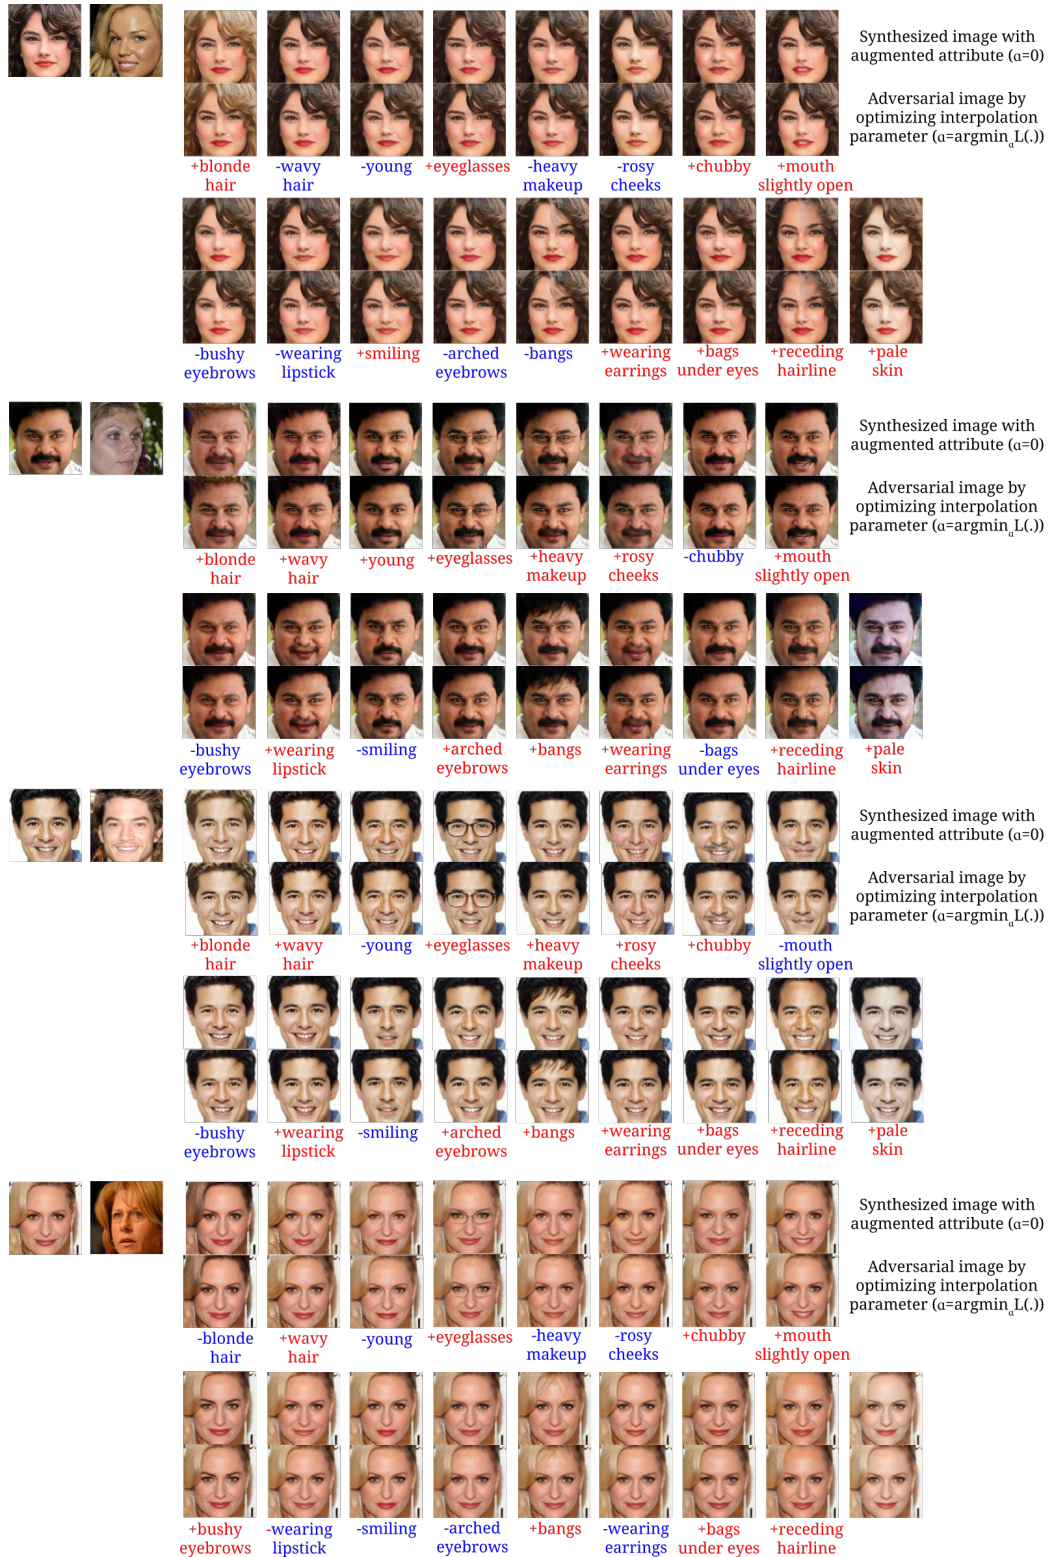 Synthesized image with
augmented attribute (α=0)
Adversarial image by
optimizing interpolation
parameter (α=argminαL(.))
+blonde hair
-wavy hair
-young
+eyeglasses
-heavy makeup
-rosy cheeks
+chubby
+mouth slightly open
-bushy eyebrows
-wearing lipstick
+smiling
-arched eyebrows
-bangs
+wearing earrings
+bags under eyes
+receding hairline
+pale skin
Synthesized image with
augmented attribute (α=0)
Adversarial image by
optimizing interpolation
parameter (α=argminαL(.))
+blonde hair
+wavy hair
+young
+eyeglasses
+heavy makeup
+rosy cheeks
-chubby
+mouth slightly open
-bushy eyebrows
+wearing lipstick
-smiling
+arched eyebrows
+bangs
+wearing earrings
-bags under eyes
+receding hairline
+pale skin
Synthesized image with
augmented attribute (α=0)
Adversarial image by
optimizing interpolation
parameter (α=argminαL(.))
+blonde hair
+wavy hair
-young
+eyeglasses
+heavy makeup
+rosy cheeks
+chubby
-mouth slightly open
-bushy eyebrows
+wearing lipstick
-smiling
+arched eyebrows
+bangs
+wearing earrings
+bags under eyes
+receding hairline
+pale skin
Synthesized image with
augmented attribute (α=0)
Adversarial image by
optimizing interpolation
parameter (α=argminαL(.))
-blonde hair
+wavy hair
-young
+eyeglasses
-heavy makeup
-rosy cheeks
+chubby
+mouth slightly open
+bushy eyebrows
-wearing lipstick
-smiling
-arched eyebrows
+bangs
-wearing earrings
+bags under eyes
+receding hairline